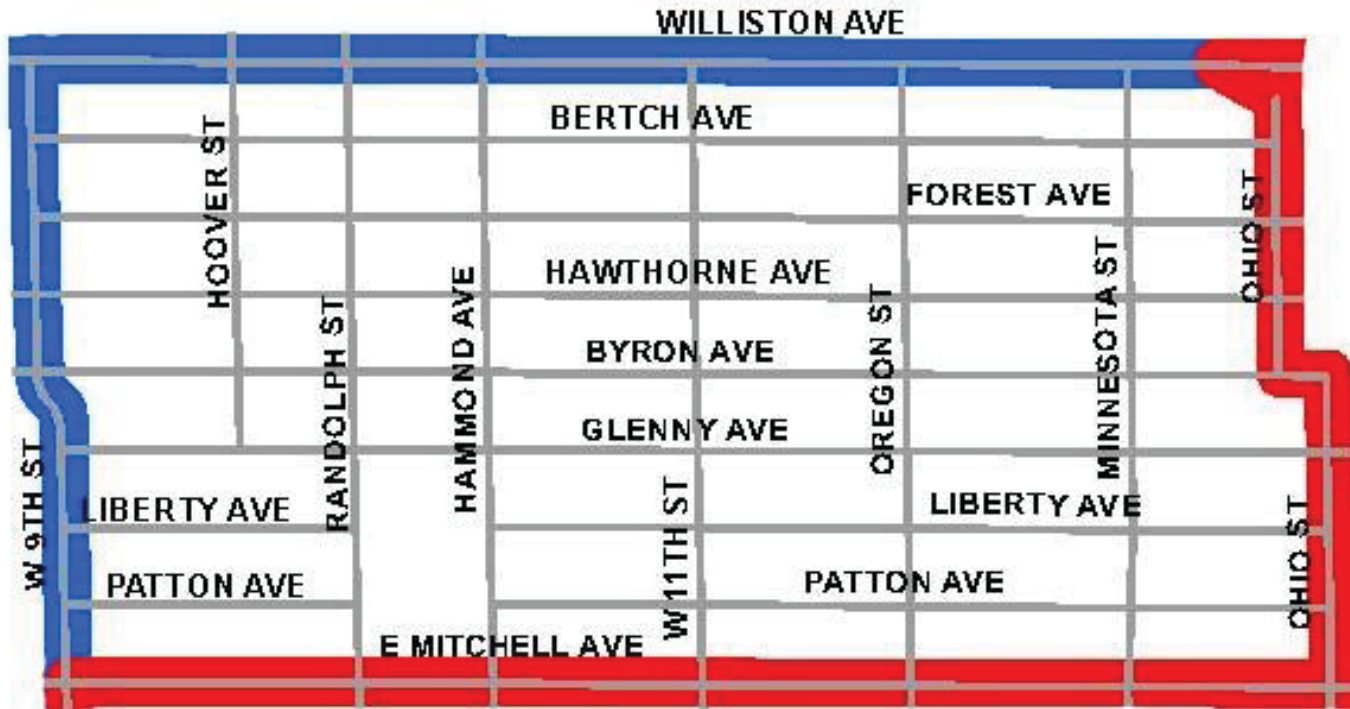 WILLISTON AVE
BERTCH AVE
HOOVER ST
FOREST AVE
OHIO ST
HAWTHORNE AVE
MINNESOTA ST
RANDOLPH ST
HAMMOND AVE
BYRON AVE
OREGON ST
GLENNY AVE
W 9TH ST
LIBERTY AVE
LIBERTY AVE
W 11TH ST
OHIO ST
PATTON AVE
PATTON AVE
E MITCHELL AVE